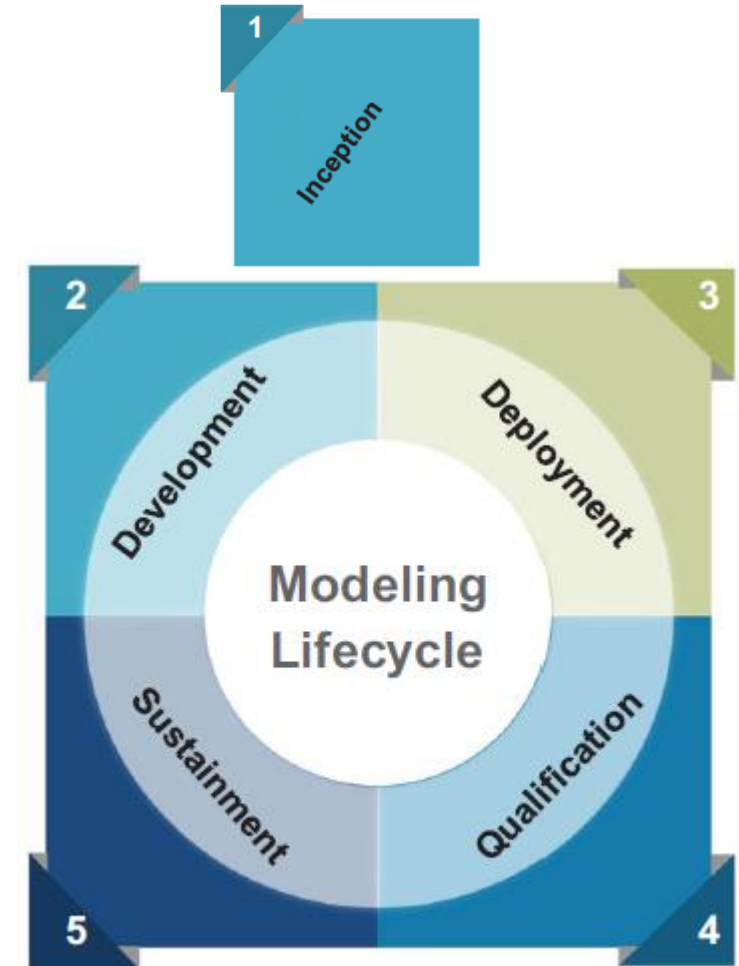 1
Inception
2
Development
3
Deployment
Modeling
Lifecycle
Sustainment
5
Qualification
4